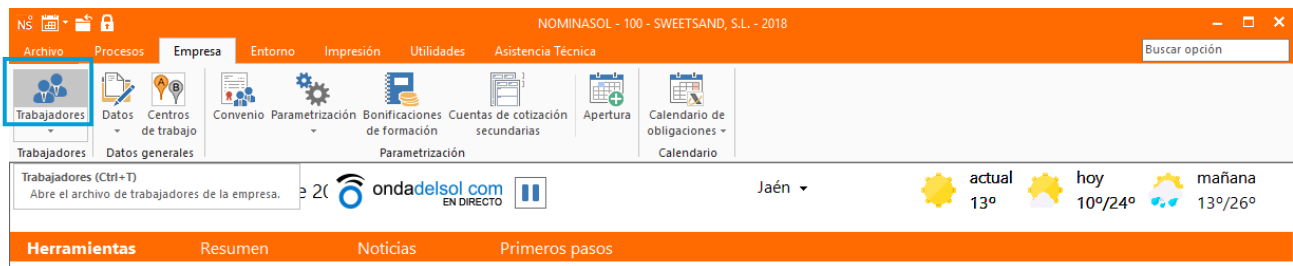 NS
NOMINASOL - 100 - SWEETSAND, S.L. - 2018
Archivo Procesos Empresa Entorno Impresión Utilidades Asistencia Técnica Buscar opción
Trabajadores Datos Centros de trabajo Convenio Parametrización Bonificaciones de formación Cuentas de cotización secundarias Apertura Calendario de obligaciones
A B
Trabajadores Datos generales Parametrización Calendario
Trabajadores (Ctrl+T)
Abre el archivo de trabajadores de la empresa.
e 20
ondadelsol com
EN DIRECTO
Jaén
actual
13º
hoy
10º/24º
mañana
13º/26º
Herramientas Resumen Noticias Primeros pasos